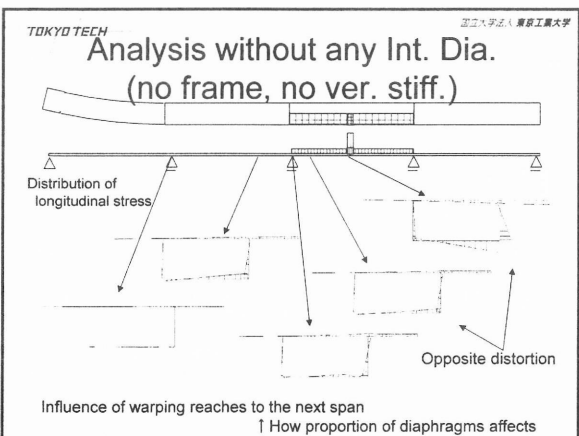 TOKYO TECH
国立大学法人 東京工業大学
Analysis without any Int. Dia.
(no frame, no ver. stiff.)
Distribution of
longitudinal stress
Opposite distortion
Influence of warping reaches to the next span
↑ How proportion of diaphragms affects